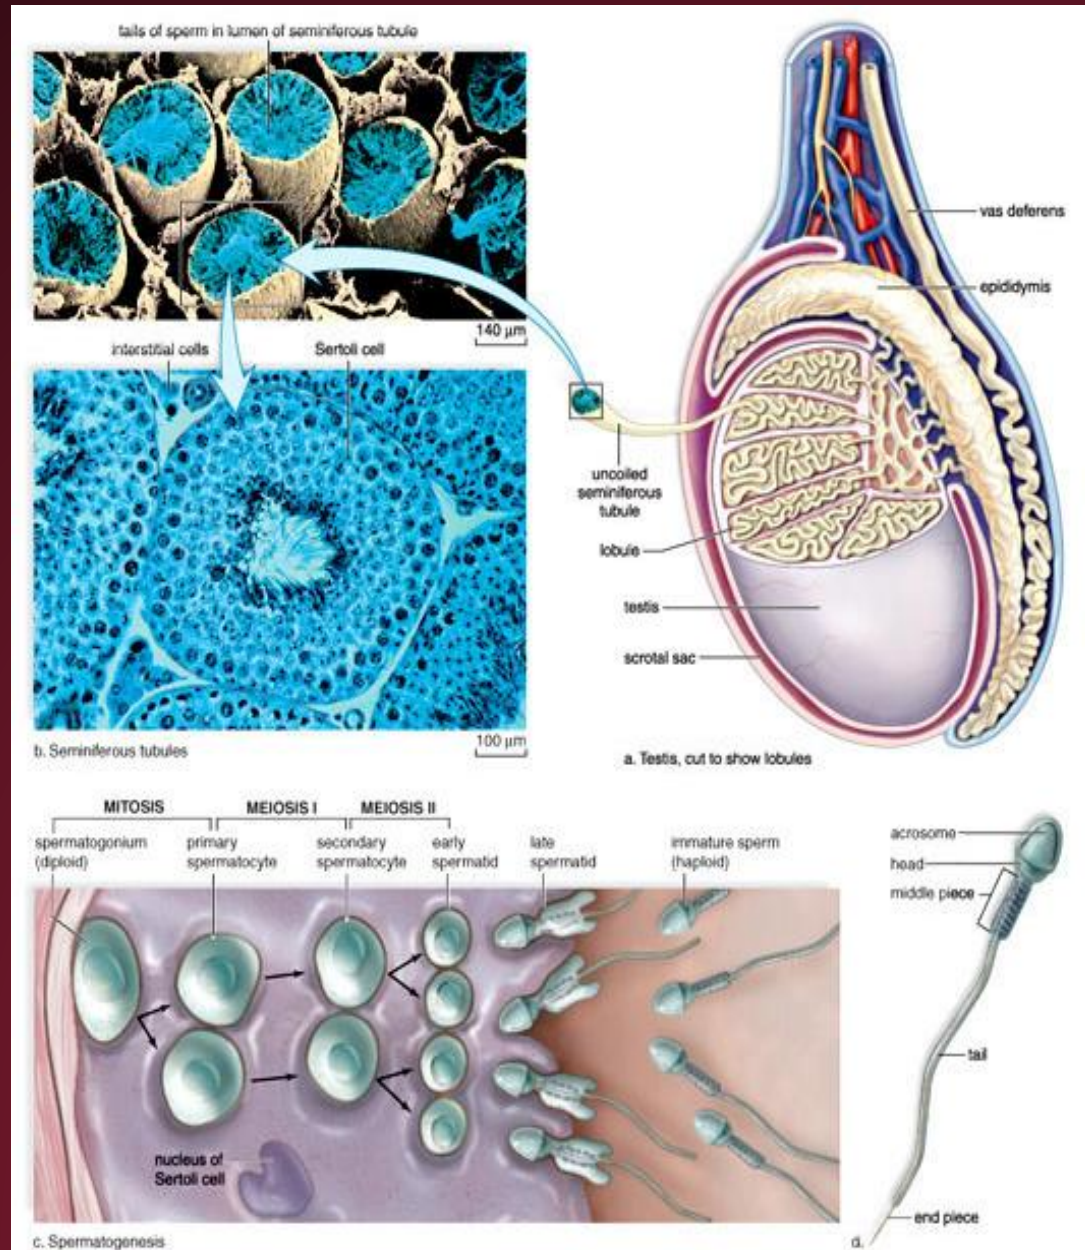 tails of sperm in lumen of seminiferous tubule
140 µm
interstitial cells
Sertoli cell
100 µm
b. Seminiferous tubules
vas deferens
epididymis
uncoiled
seminiferous
tubule
lobule
testis
scrotal sac
a. Testis, cut to show lobules
MITOSIS
MEIOSIS I
MEIOSIS II
spermatogonium
(diploid)
primary
spermatocyte
secondary
spermatocyte
early
spermatid
late
spermatid
immature sperm
(haploid)
nucleus of
Sertoli cell
c. Spermatogenesis
acrosome
head
middle piece
tail
end piece
d.